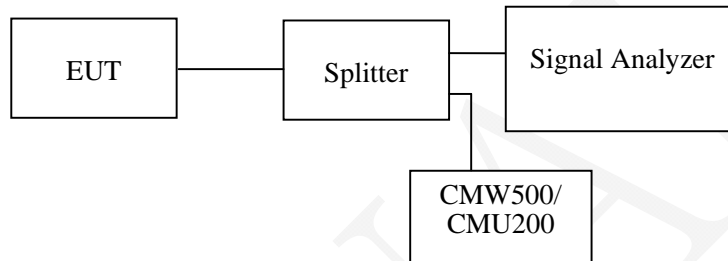 EUT
Splitter
Signal Analyzer
CMW500/
CMU200